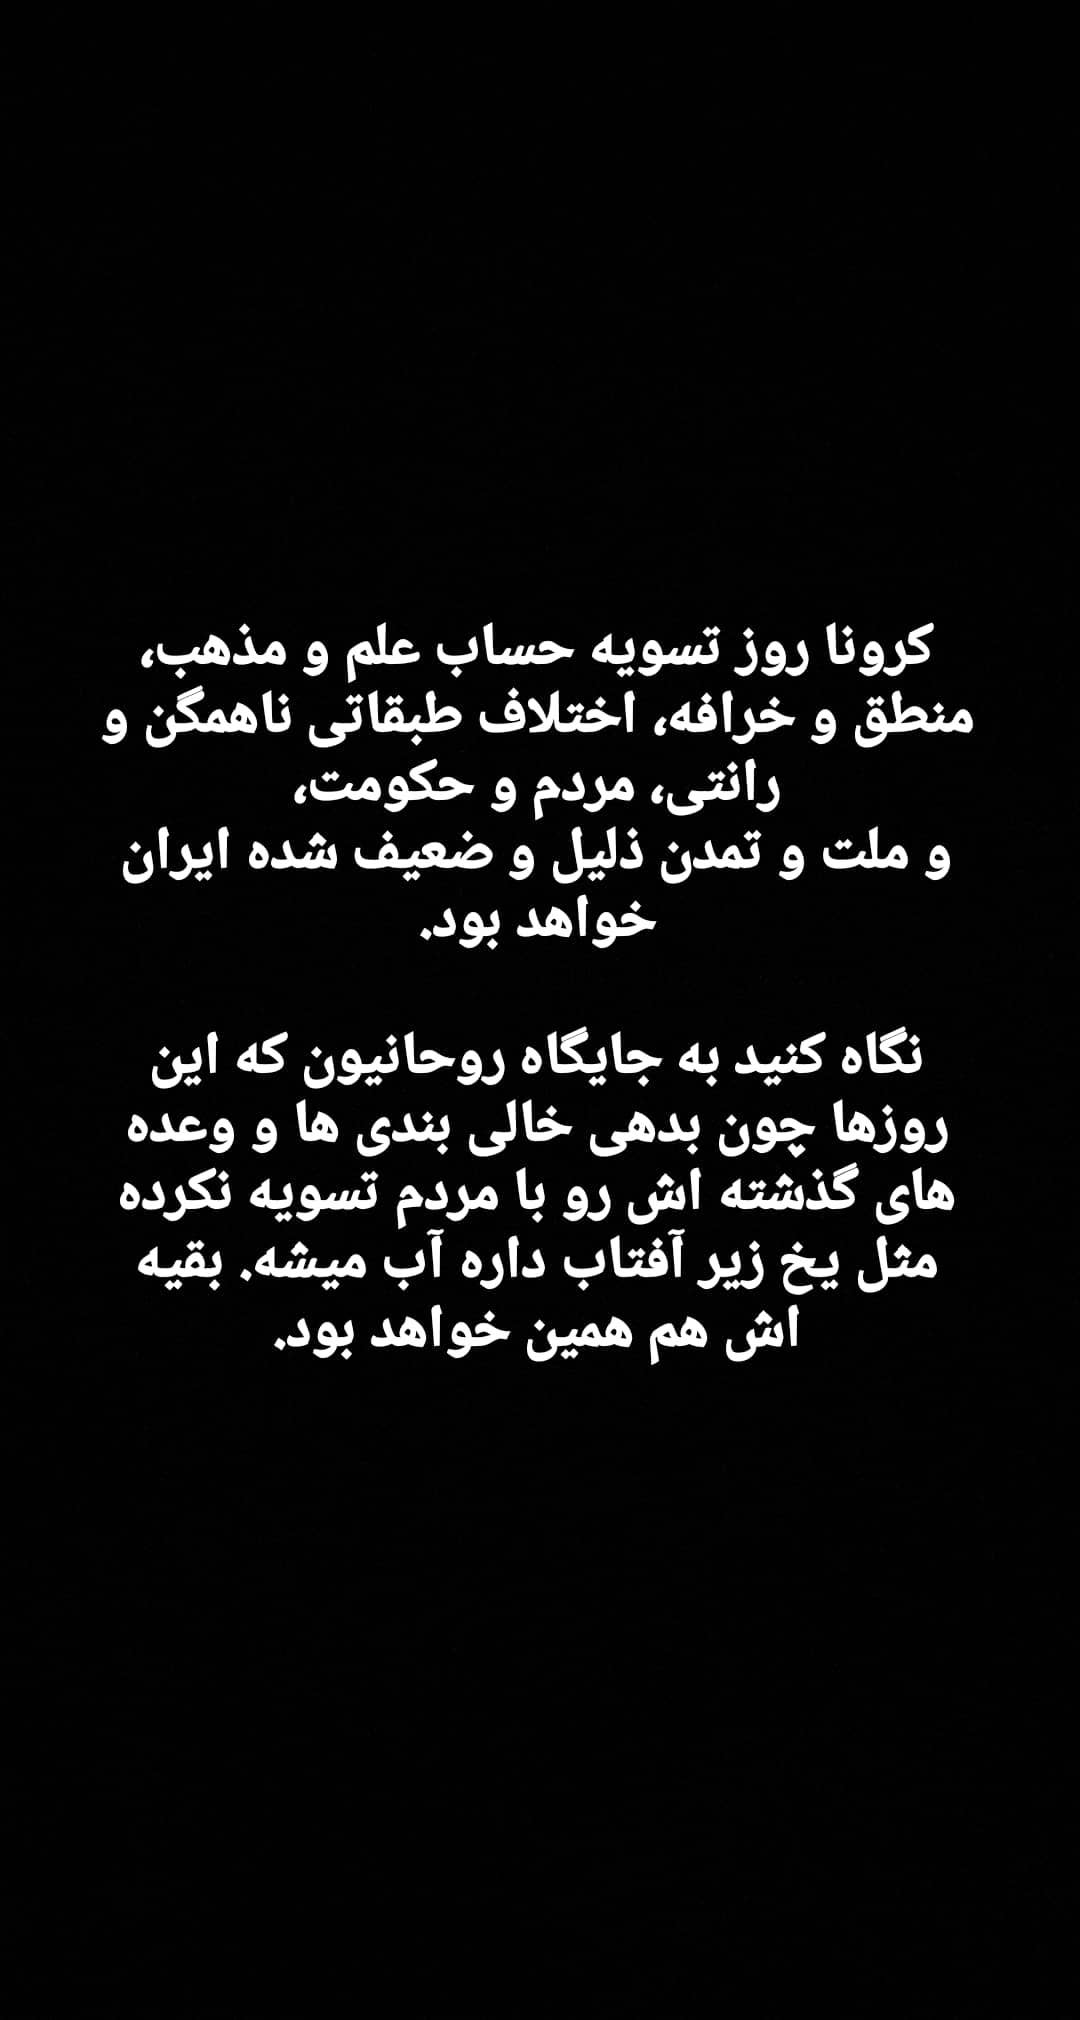 کرونا روز تسویه حساب علم و مذهب،
منطق و خرافه، اختلاف طبقاتی ناهمگن و
رانتی، مردم و حکومت،
و ملت و تمدن ذلیل و ضعیف شده ایران
خواهد بود.
نگاه کنید به جایگاه روحانیون که این
روزها چون بدهی خالی بندی ها و وعده
های گذشته اش رو با مردم تسویه نکرده
مثل یخ زیر آفتاب داره آب میشه. بقیه
اش هم همین خواهد بود.